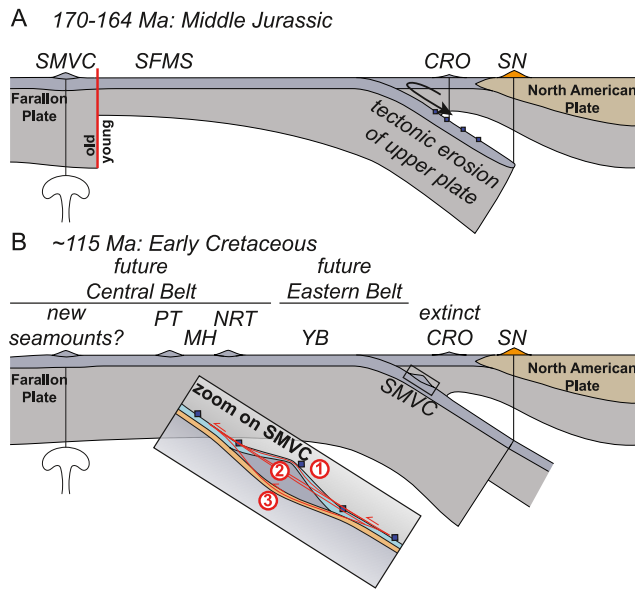 A 170-164 Ma: Middle Jurassic
SMVC SFMS CRO SN
Farallon
Plate
old
young
tectonic erosion
of upper plate
North American
Plate
B ~115 Ma: Early Cretaceous
future
Central Belt
future
Eastern Belt
new
seamounts?
PT
MH
NRT
YB
extinct
CRO
SN
Farallon
Plate
SMVC
North American
Plate
zoom on SMVC
1
2
3